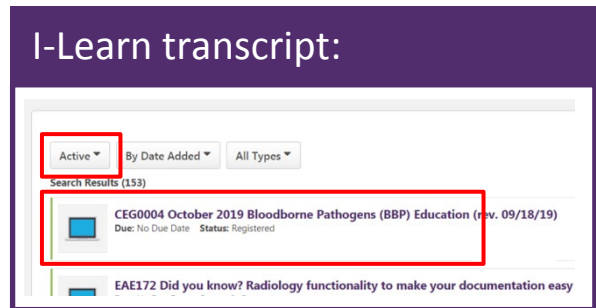 I-Learn transcript:
Active By Date Added All Types
Search Results (153)
CEG0004 October 2019 Bloodborne Pathogens (BBP) Education (rev. 09/18/19)
Due: No Due Date Status: Registered
EAE172 Did you know? Radiology functionality to make your documentation easy